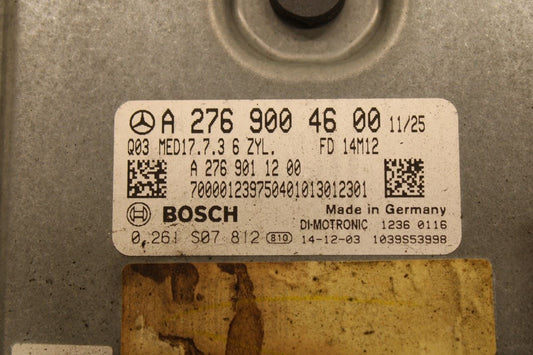 A 276 900 46 00 11/25
Q03 MED17.7.3 6 ZYL. FD 14M12
A 276 901 12 00
700001239750401013012301
BOSCH Made in Germany
DI-MOTRONIC 1236 0116
0 261 S07 812 810 14-12-03 1039S53998